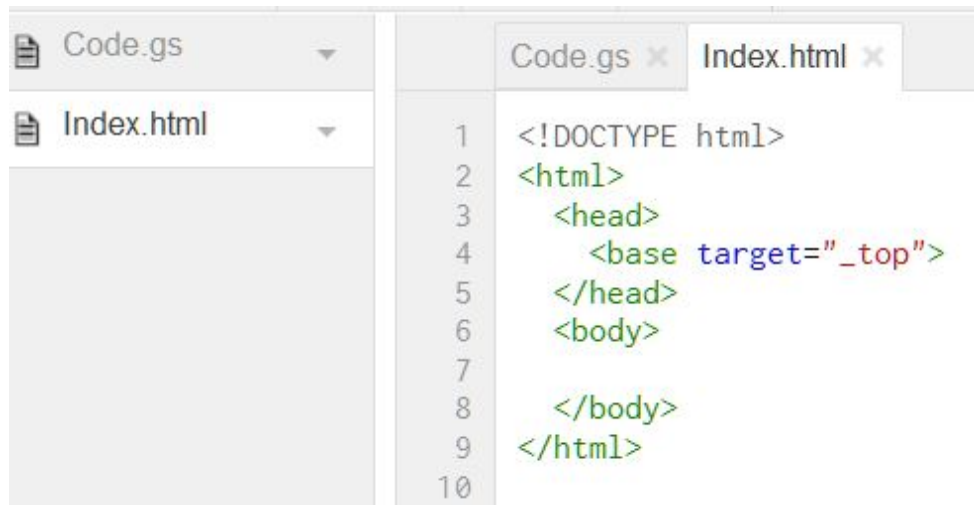 Code.gs
Index.html
Code.gs × Index.html ×
1 <!DOCTYPE html>
2 <html>
3   <head>
4     <base target="_top">
5   </head>
6   <body>
7
8   </body>
9 </html>
10